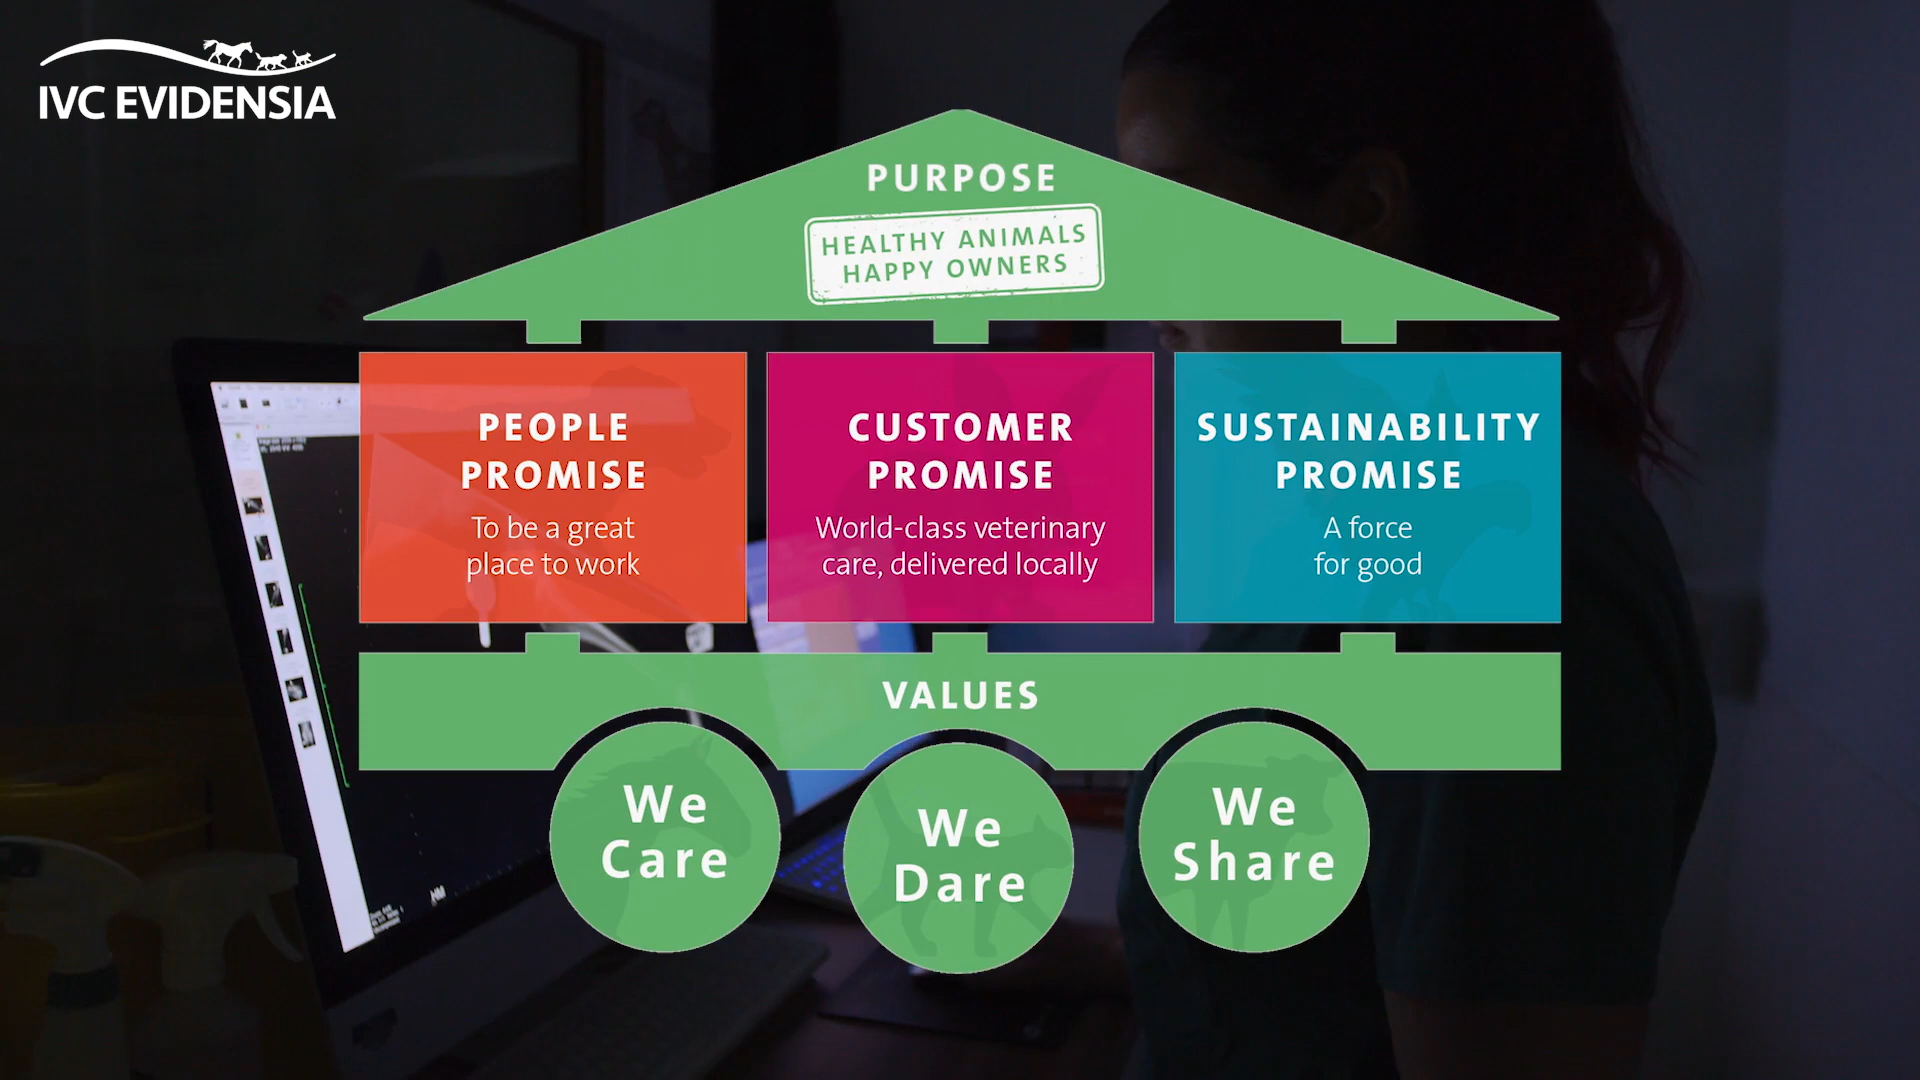 IVC EVIDENSIA
PURPOSE
HEALTHY ANIMALS
HAPPY OWNERS
PEOPLE
PROMISE
To be a great
place to work
CUSTOMER
PROMISE
World-class veterinary
care, delivered locally
SUSTAINABILITY
PROMISE
A force
for good
VALUES
We
Care
We
Dare
We
Share